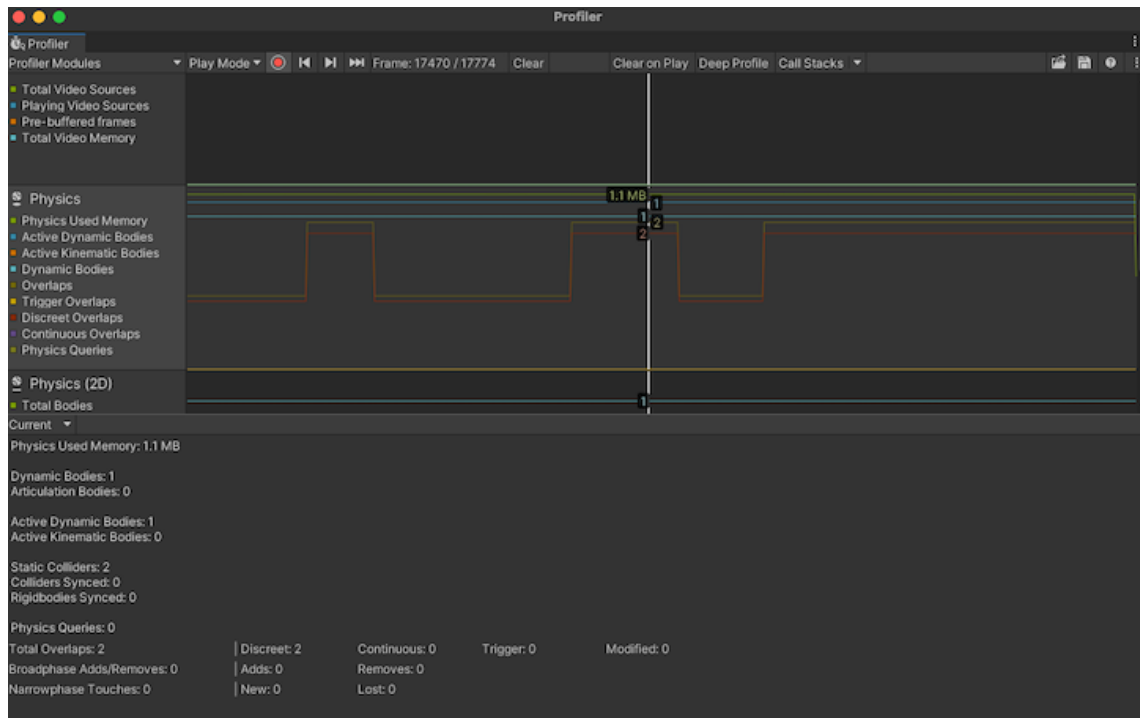 Profiler
Profiler
Profiler Modules Play Mode Frame: 17470 / 17774 Clear Clear on Play Deep Profile Call Stacks
Total Video Sources
Playing Video Sources
Pre-buffered frames
Total Video Memory
Physics
1.1 MB
1
1
2
2
Physics Used Memory
Active Dynamic Bodies
Active Kinematic Bodies
Dynamic Bodies
Overlaps
Trigger Overlaps
Discreet Overlaps
Continuous Overlaps
Physics Queries
Physics (2D)
Total Bodies
1
Current
Physics Used Memory: 1.1 MB
Dynamic Bodies: 1
Articulation Bodies: 0
Active Dynamic Bodies: 1
Active Kinematic Bodies: 0
Static Colliders: 2
Colliders Synced: 0
Rigidbodies Synced: 0
Physics Queries: 0
Total Overlaps: 2 | Discreet: 2 Continuous: 0 Trigger: 0 Modified: 0
Broadphase Adds/Removes: 0 | Adds: 0 Removes: 0
Narrowphase Touches: 0 | New: 0 Lost: 0